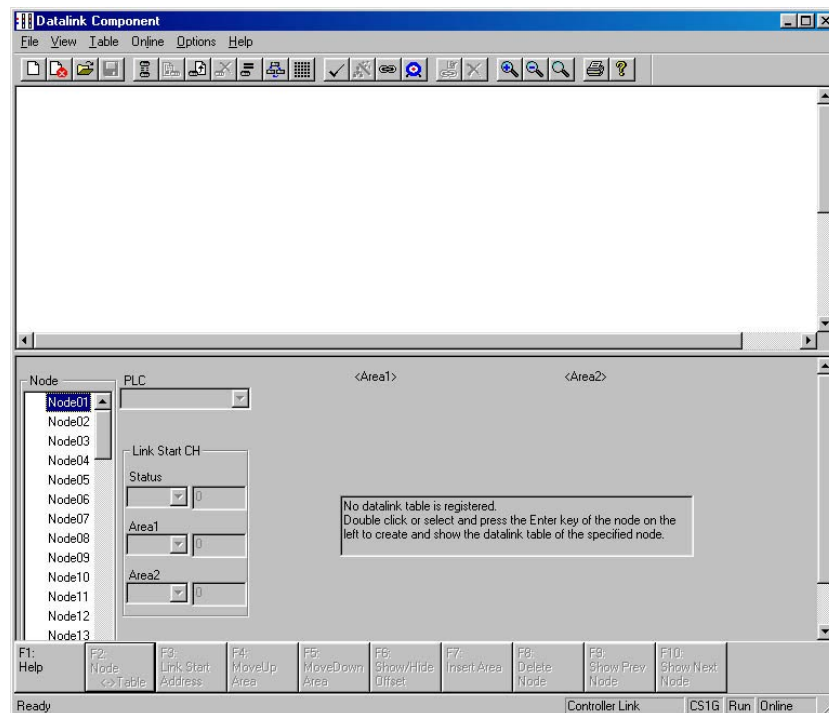 Datalink Component
File View Table Online Options Help
Node
Node01
Node02
Node03
Node04
Node05
Node06
Node07
Node08
Node09
Node10
Node11
Node12
Node13
PLC
Link Start CH
Status
0
Area1
0
Area2
0
<Area1>
<Area2>
No datalink table is registered.
Double click or select and press the Enter key of the node on the
left to create and show the datalink table of the specified node.
F1:
Help
F2:
Node
<->Table
F3:
Link Start
Address
F4:
MoveUp
Area
F5:
MoveDown
Area
F6:
Show/Hide
Offset
F7:
Insert Area
F8:
Delete
Node
F9:
Show Prev
Node
F10:
Show Next
Node
Ready
Controller Link
CS1G
Run
Online